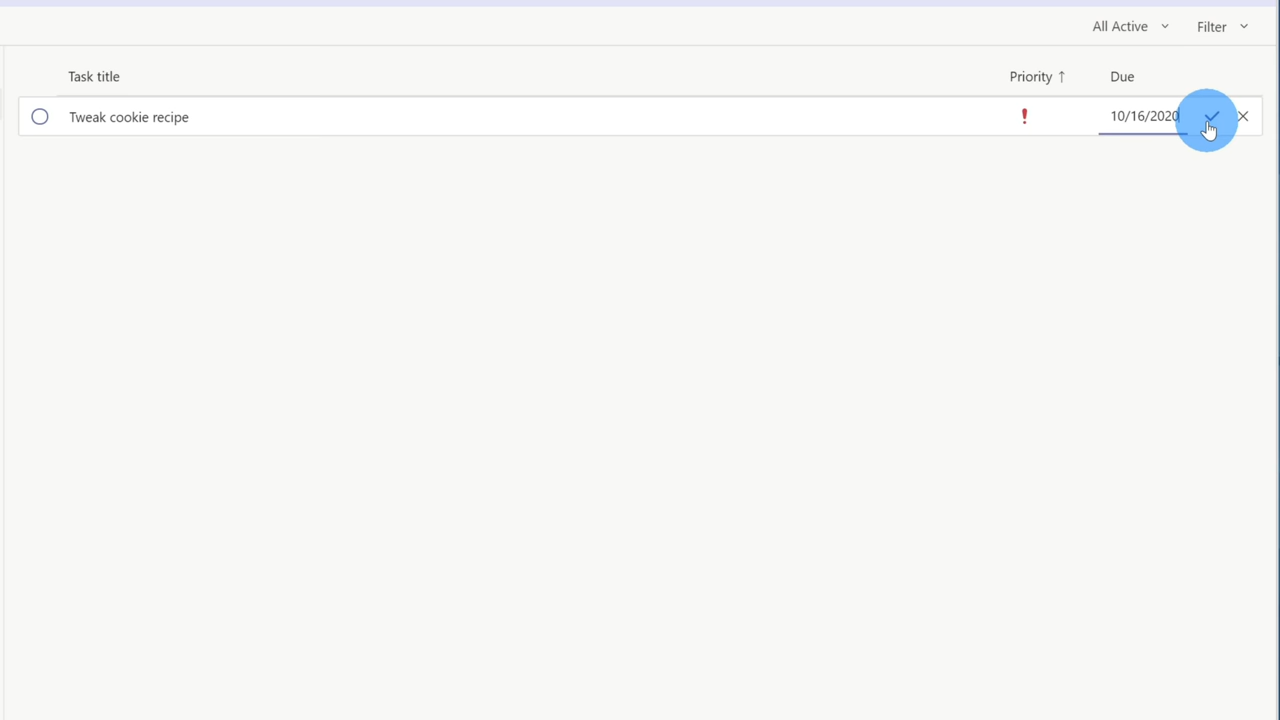 All Active Filter
Task title Priority ↑ Due
Tweak cookie recipe 10/16/2020